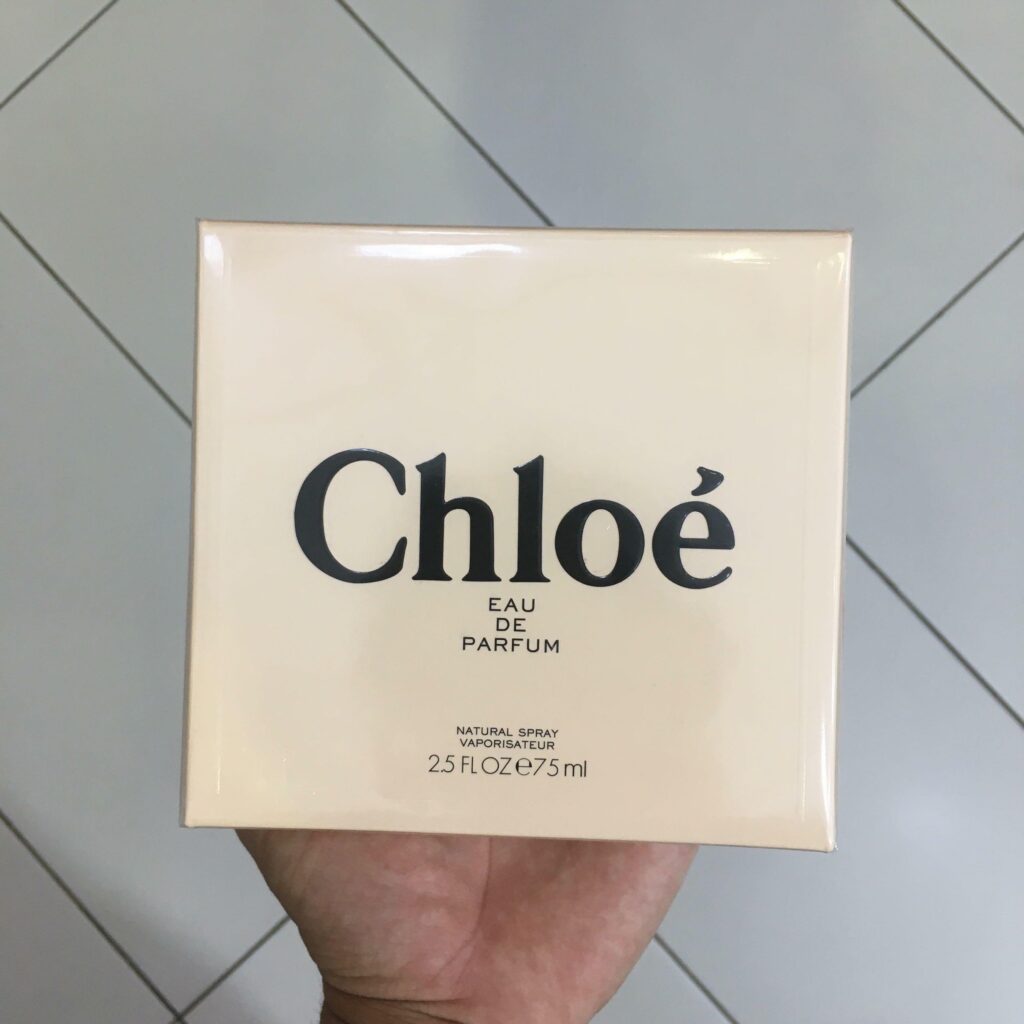 Chloé
EAU
DE
PARFUM
NATURAL SPRAY
VAPORISATEUR
2.5 FL OZ ℮75 ml